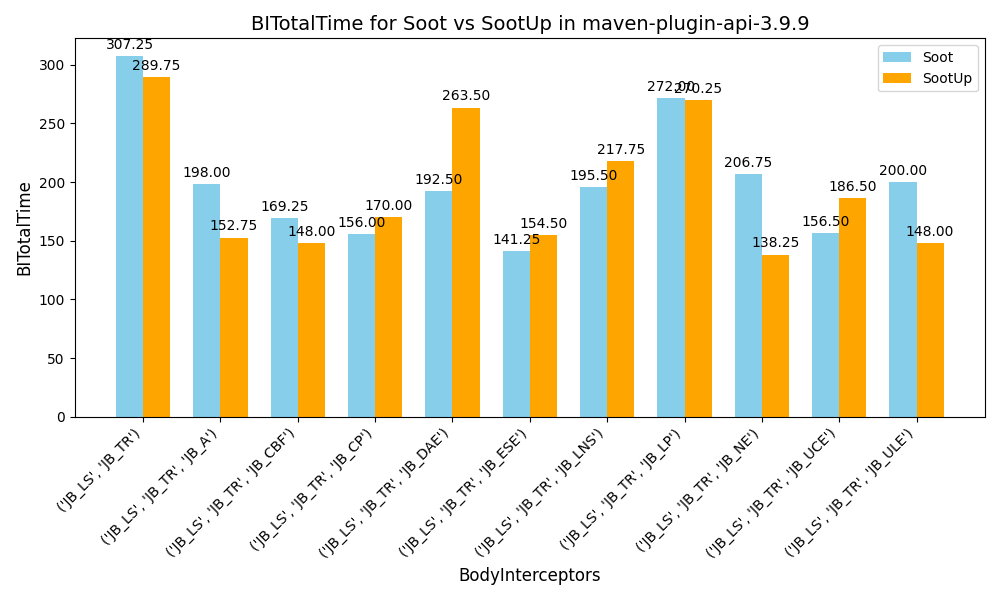 BITotalTime for Soot vs SootUp in maven-plugin-api-3.9.9
Soot
SootUp
BITotalTime
300
250
200
150
100
50
0
307.25
289.75
198.00
152.75
169.25
148.00
156.00
170.00
192.50
263.50
141.25
154.50
195.50
217.75
272.00
270.25
206.75
138.25
156.50
186.50
200.00
148.00
('JB_LS', 'JB_TR')
('JB_LS', 'JB_TR', 'JB_A')
('JB_LS', 'JB_TR', 'JB_CBF')
('JB_LS', 'JB_TR', 'JB_CP')
('JB_LS', 'JB_TR', 'JB_DAE')
('JB_LS', 'JB_TR', 'JB_ESE')
('JB_LS', 'JB_TR', 'JB_LNS')
('JB_LS', 'JB_TR', 'JB_LP')
('JB_LS', 'JB_TR', 'JB_NE')
('JB_LS', 'JB_TR', 'JB_UCE')
('JB_LS', 'JB_TR', 'JB_ULE')
BodyInterceptors